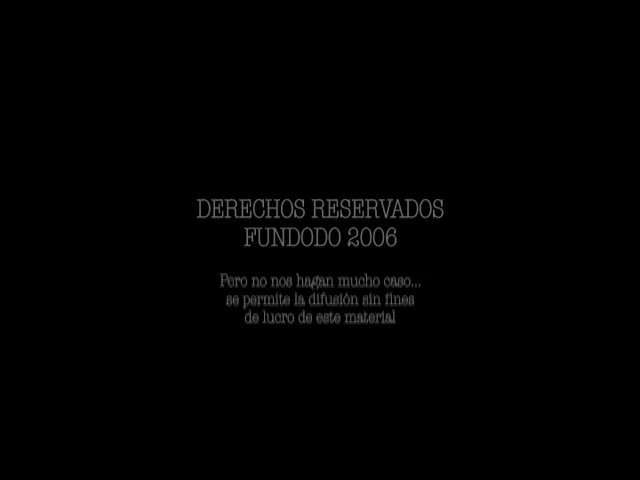 DERECHOS RESERVADOS
FUNDODO 2006
Pero no nos hagan mucho caso...
se permite la difusión sin fines
de lucro de este material